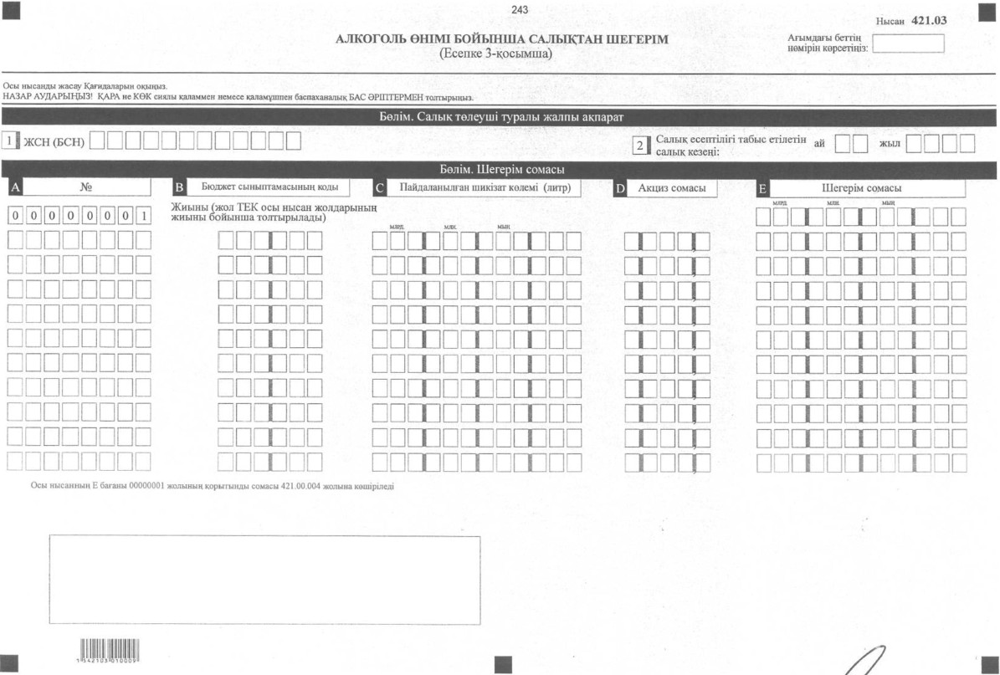 243
Нысан 421.03
АЛКОГОЛЬ ӨНІМІ БОЙЫНША САЛЫҚТАН ШЕГЕРІМ
(Есепке 3-қосымша)
Ағымдағы беттің
нөмірін көрсетіңіз:
Осы нысанды жасау Қағидаларын оқыңыз.
НАЗАР АУДАРЫҢЫЗ! ҚАРА не КӨК сиялы қаламмен немесе қаламұшпен баспаханалық БАС ӘРІПТЕРМЕН толтырыңыз.
Бөлім. Салық төлеуші туралы жалпы ақпарат
1 ЖСН (БСН)
2 Салық есептілігі табыс етілетін салық кезеңі: ай жыл
Бөлім. Шегерім сомасы
A № B Бюджет сыныптамасының коды C Пайдаланылған шикізат көлемі (литр) D Акциз сомасы E Шегерім сомасы
млрд. млн. мың
0 0 0 0 0 0 0 1 Жиыны (жол ТЕК осы нысан жолдарының
жиыны бойынша толтырылады)
млрд. млн. мың
Осы нысанның Е бағаны 00000001 жолының қорытынды сомасы 421.00.004 жолына көшіріледі
1 542103 010009